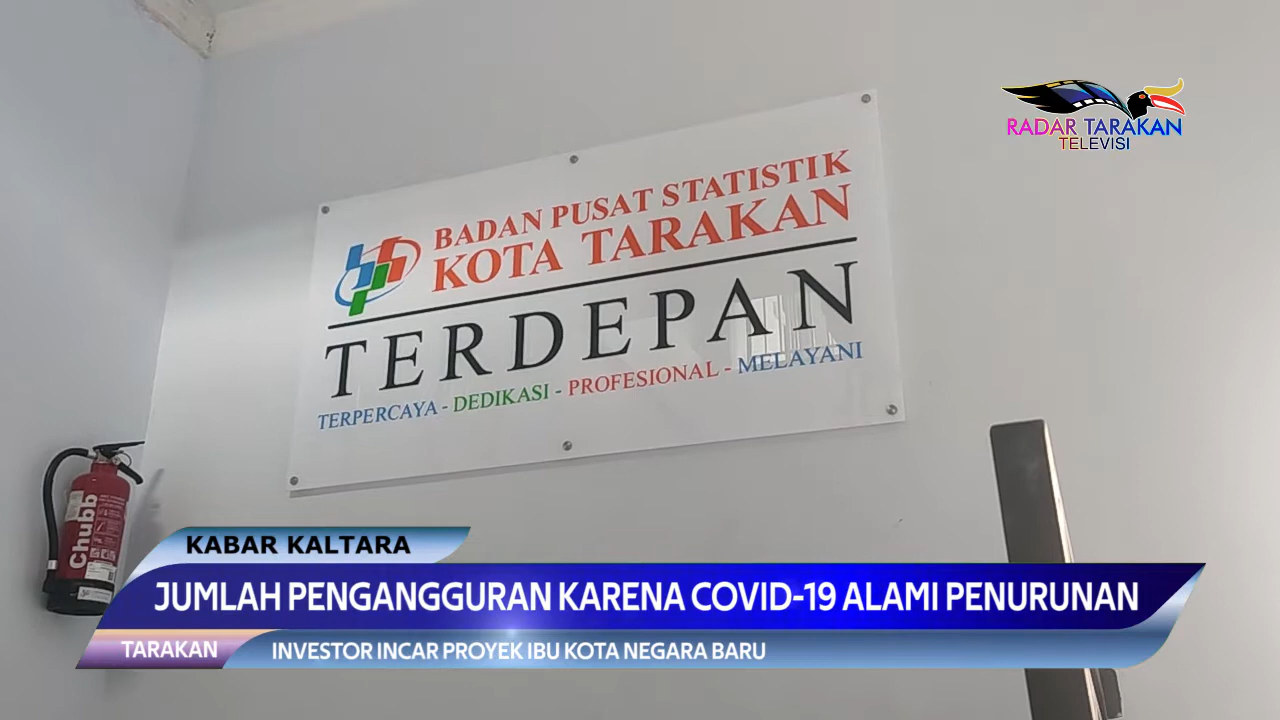 RADAR TARAKAN
TELEVISI
BADAN PUSAT STATISTIK
KOTA TARAKAN
TERDEPAN
TERPERCAYA - DEDIKASI - PROFESIONAL - MELAYANI
Chubb
KABAR KALTARA
JUMLAH PENGANGGURAN KARENA COVID-19 ALAMI PENURUNAN
TARAKAN
INVESTOR INCAR PROYEK IBU KOTA NEGARA BARU